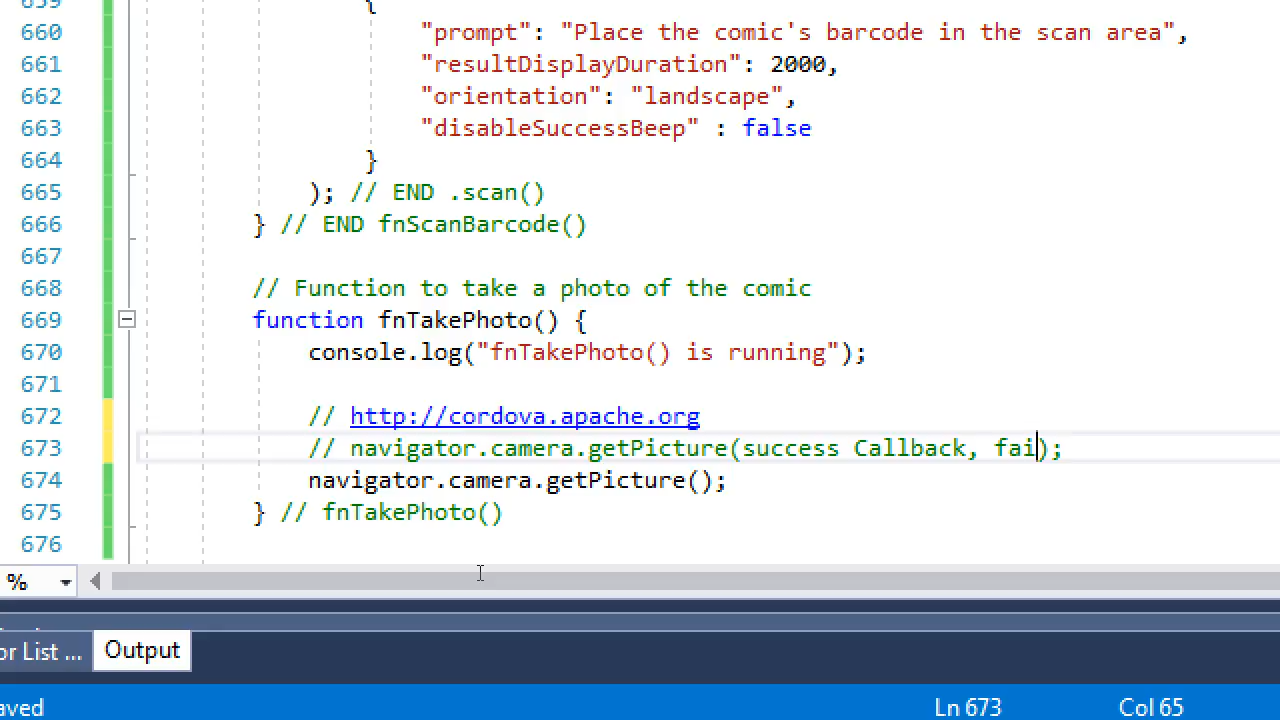 659 {
660 "prompt": "Place the comic's barcode in the scan area",
661 "resultDisplayDuration": 2000,
662 "orientation": "landscape",
663 "disableSuccessBeep" : false
664 }
665 ); // END .scan()
666 } // END fnScanBarcode()
667
668 // Function to take a photo of the comic
669 function fnTakePhoto() {
670 console.log("fnTakePhoto() is running");
671
672 // http://cordova.apache.org
673 // navigator.camera.getPicture(success Callback, fai);
674 navigator.camera.getPicture();
675 } // fnTakePhoto()
676
%
or List ... Output
aved Ln 673 Col 65